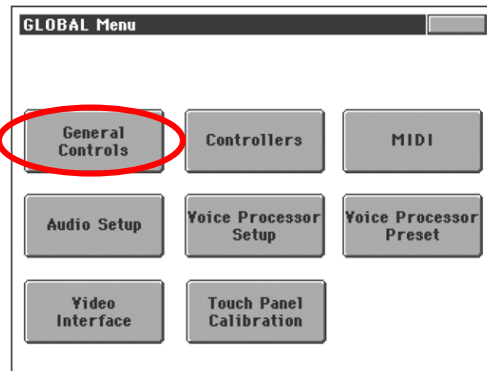 GLOBAL Menu
General
Controls
Controllers
MIDI
Audio Setup
Voice Processor
Setup
Voice Processor
Preset
Video
Interface
Touch Panel
Calibration